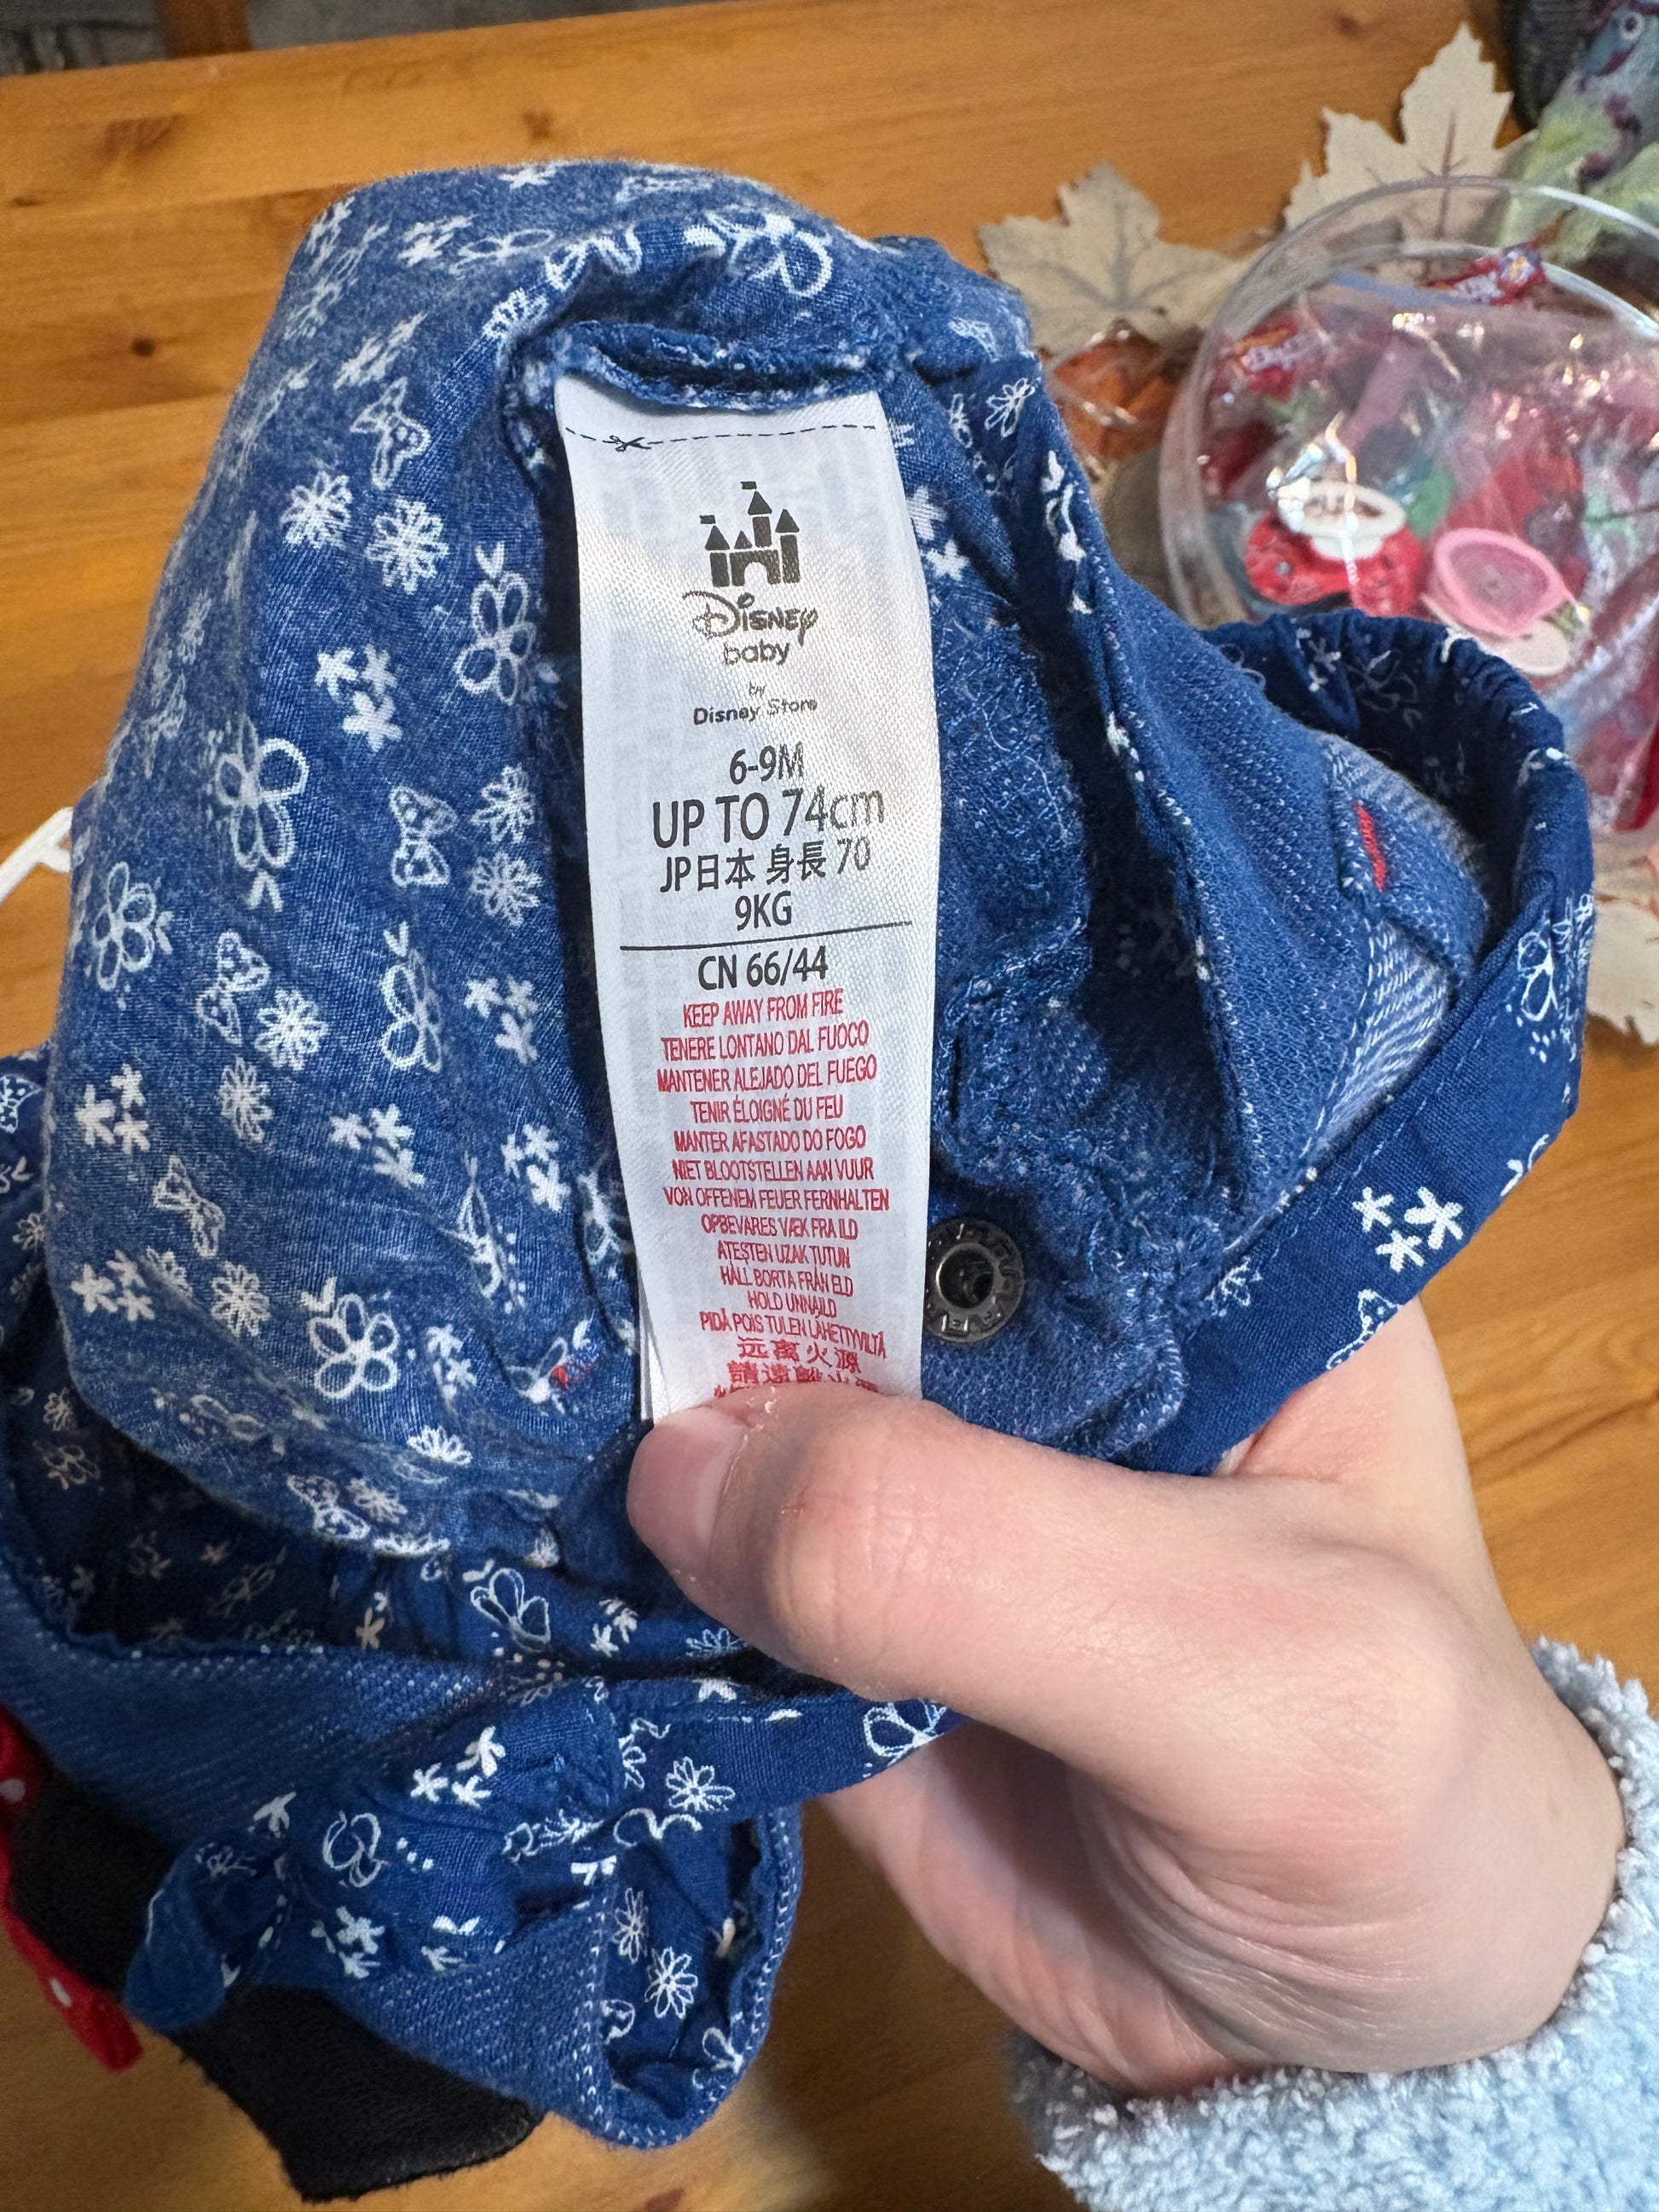 Disney
baby
by
Disney Store
6-9M
UP TO 74cm
JP日本 身長 70
9KG
CN 66/44
KEEP AWAY FROM FIRE
TENERE LONTANO DAL FUOCO
MANTENER ALEJADO DEL FUEGO
TENIR ÉLOIGNÉ DU FEU
MANTER AFASTADO DO FOGO
NIET BLOOTSTELLEN AAN VUUR
VON OFFENEM FEUER FERNHALTEN
OPBEVARES VÆK FRA ILD
ATEŞTEN UZAK TUTUN
HÅLL BORTA FRÅN ELD
HOLD UNNA ILD
PIDÄ POIS TULEN LÄHETTYVILTÄ
远离火源
請遠離火源